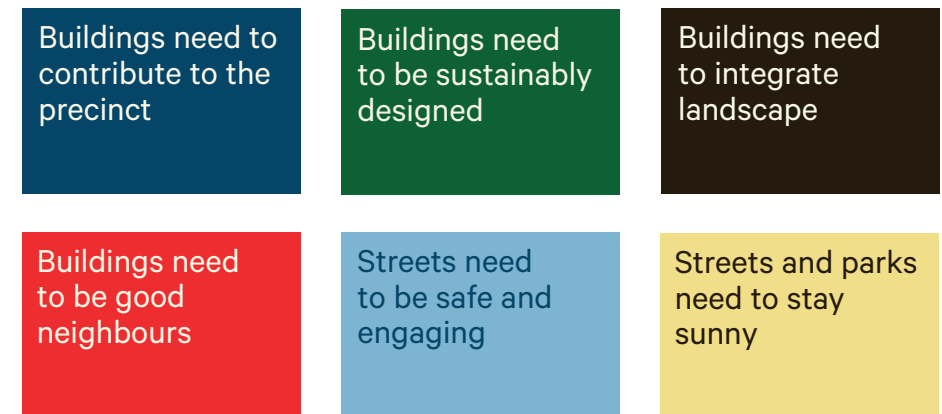 Buildings need to
contribute to the
precinct
Buildings need
to be sustainably
designed
Buildings need
to integrate
landscape
Buildings need
to be good
neighbours
Streets need
to be safe and
engaging
Streets and parks
need to stay
sunny